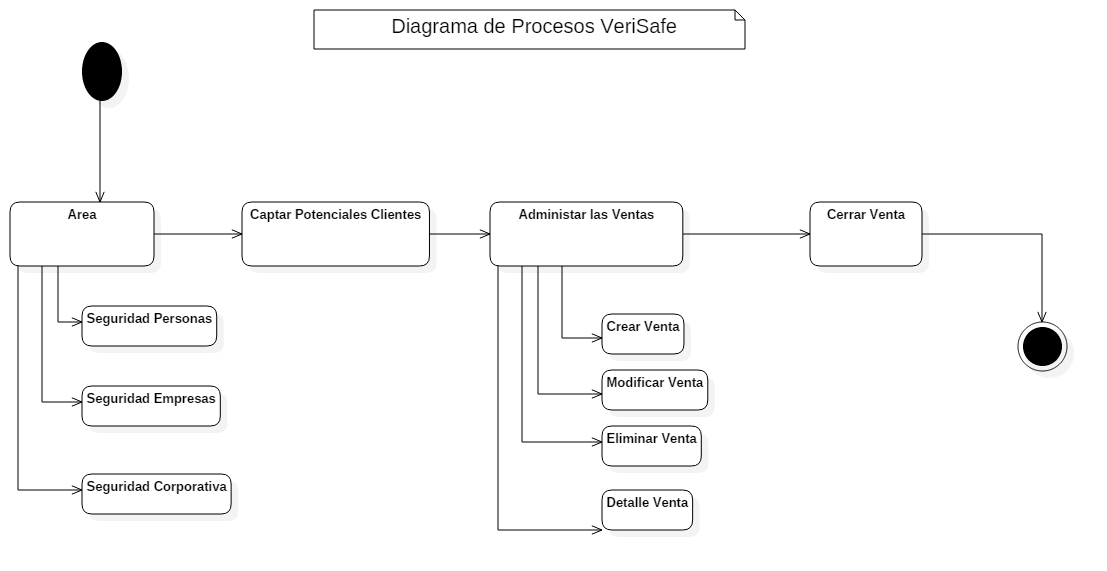 Diagrama de Procesos VeriSafe
Area
Captar Potenciales Clientes
Administar las Ventas
Cerrar Venta
Seguridad Personas
Seguridad Empresas
Seguridad Corporativa
Crear Venta
Modificar Venta
Eliminar Venta
Detalle Venta